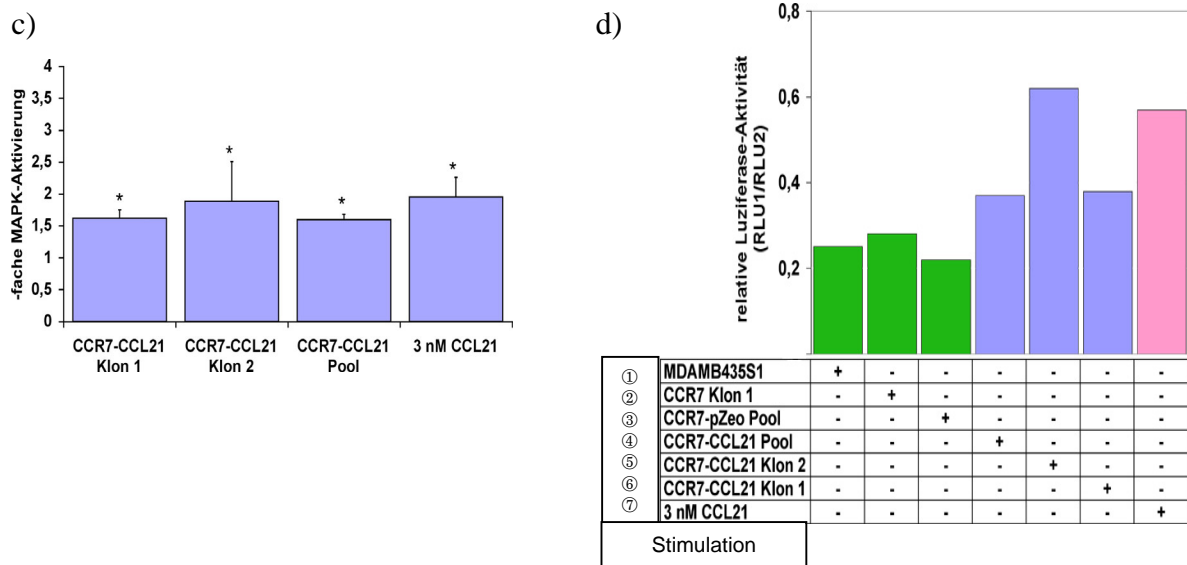 c)
-fache MAPK-Aktivierung
4
3,5
3
2,5
2
1,5
1
0,5
0
* * * *
CCR7-CCL21 Klon 1
CCR7-CCL21 Klon 2
CCR7-CCL21 Pool
3 nM CCL21
d)
relative Luziferase-Aktivität
(RLU1/RLU2)
0,8
0,6
0,4
0,2
① MDAMB435S1 + - - - - - -
② CCR7 Klon 1 - + - - - - -
③ CCR7-pZeo Pool - - + - - - -
④ CCR7-CCL21 Pool - - - + - - -
⑤ CCR7-CCL21 Klon 2 - - - - + - -
⑥ CCR7-CCL21 Klon 1 - - - - - + -
⑦ 3 nM CCL21 - - - - - - +
Stimulation